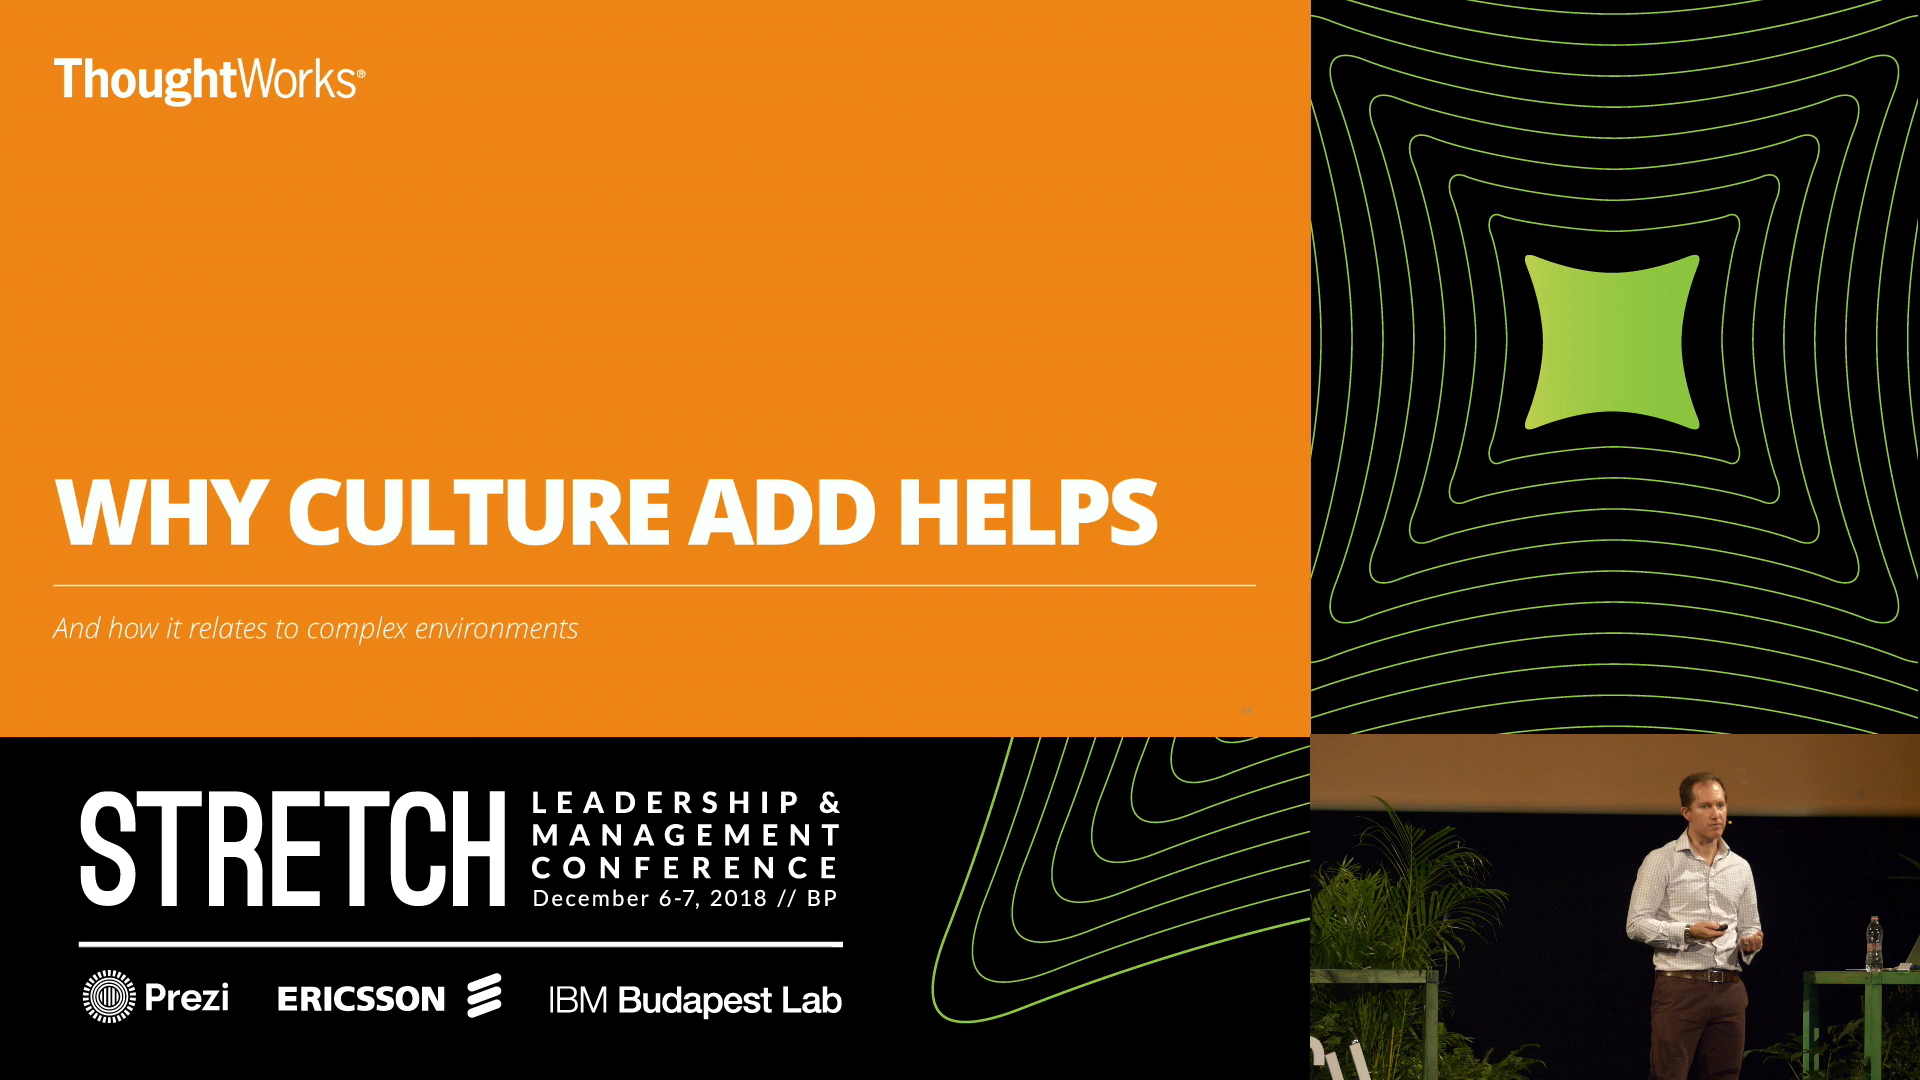 ThoughtWorks®
WHY CULTURE ADD HELPS
And how it relates to complex environments
STRETCH
LEADERSHIP &
MANAGEMENT
CONFERENCE
December 6-7, 2018 // BP
Prezi
ERICSSON
IBM Budapest Lab